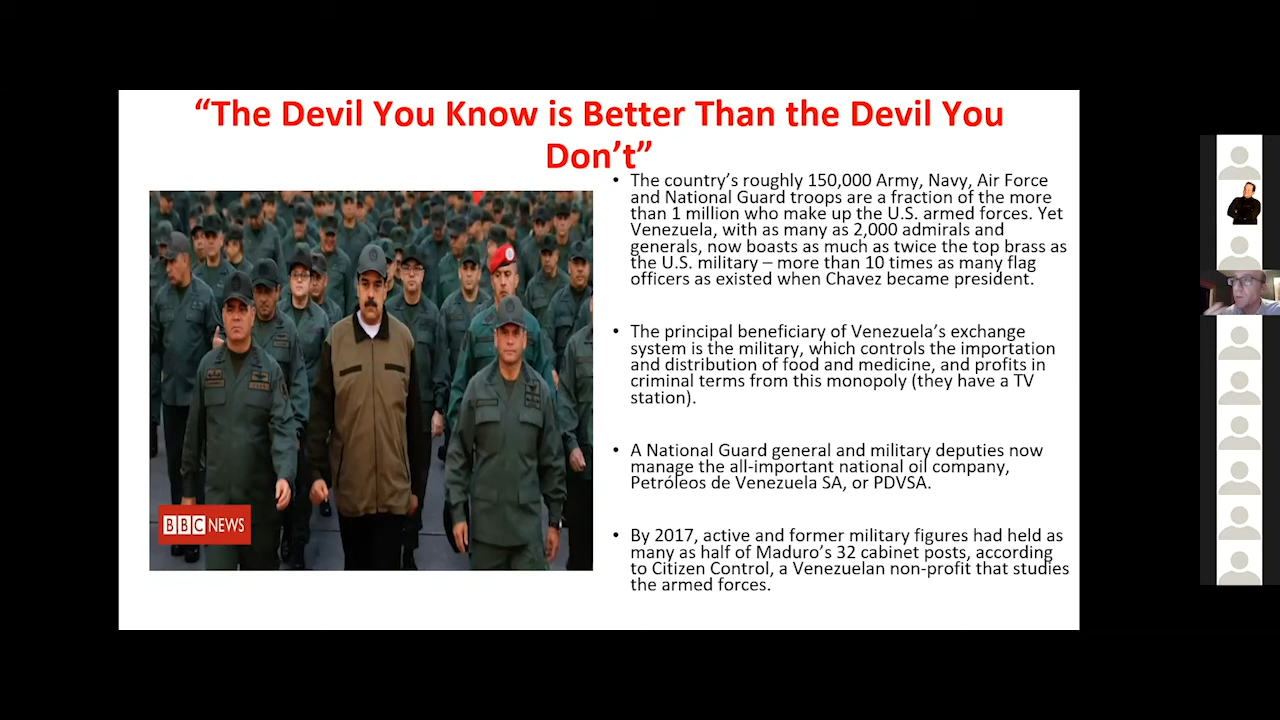 “The Devil You Know is Better Than the Devil You
Don’t”
• The country’s roughly 150,000 Army, Navy, Air Force
and National Guard troops are a fraction of the more
than 1 million who make up the U.S. armed forces. Yet
Venezuela, with as many as 2,000 admirals and
generals, now boasts as much as twice the top brass as
the U.S. military – more than 10 times as many flag
officers as existed when Chavez became president.
• The principal beneficiary of Venezuela’s exchange
system is the military, which controls the importation
and distribution of food and medicine, and profits in
criminal terms from this monopoly (they have a TV
station).
• A National Guard general and military deputies now
manage the all-important national oil company,
Petróleos de Venezuela SA, or PDVSA.
• By 2017, active and former military figures had held as
many as half of Maduro’s 32 cabinet posts, according
to Citizen Control, a Venezuelan non-profit that studies
the armed forces.
BBC NEWS